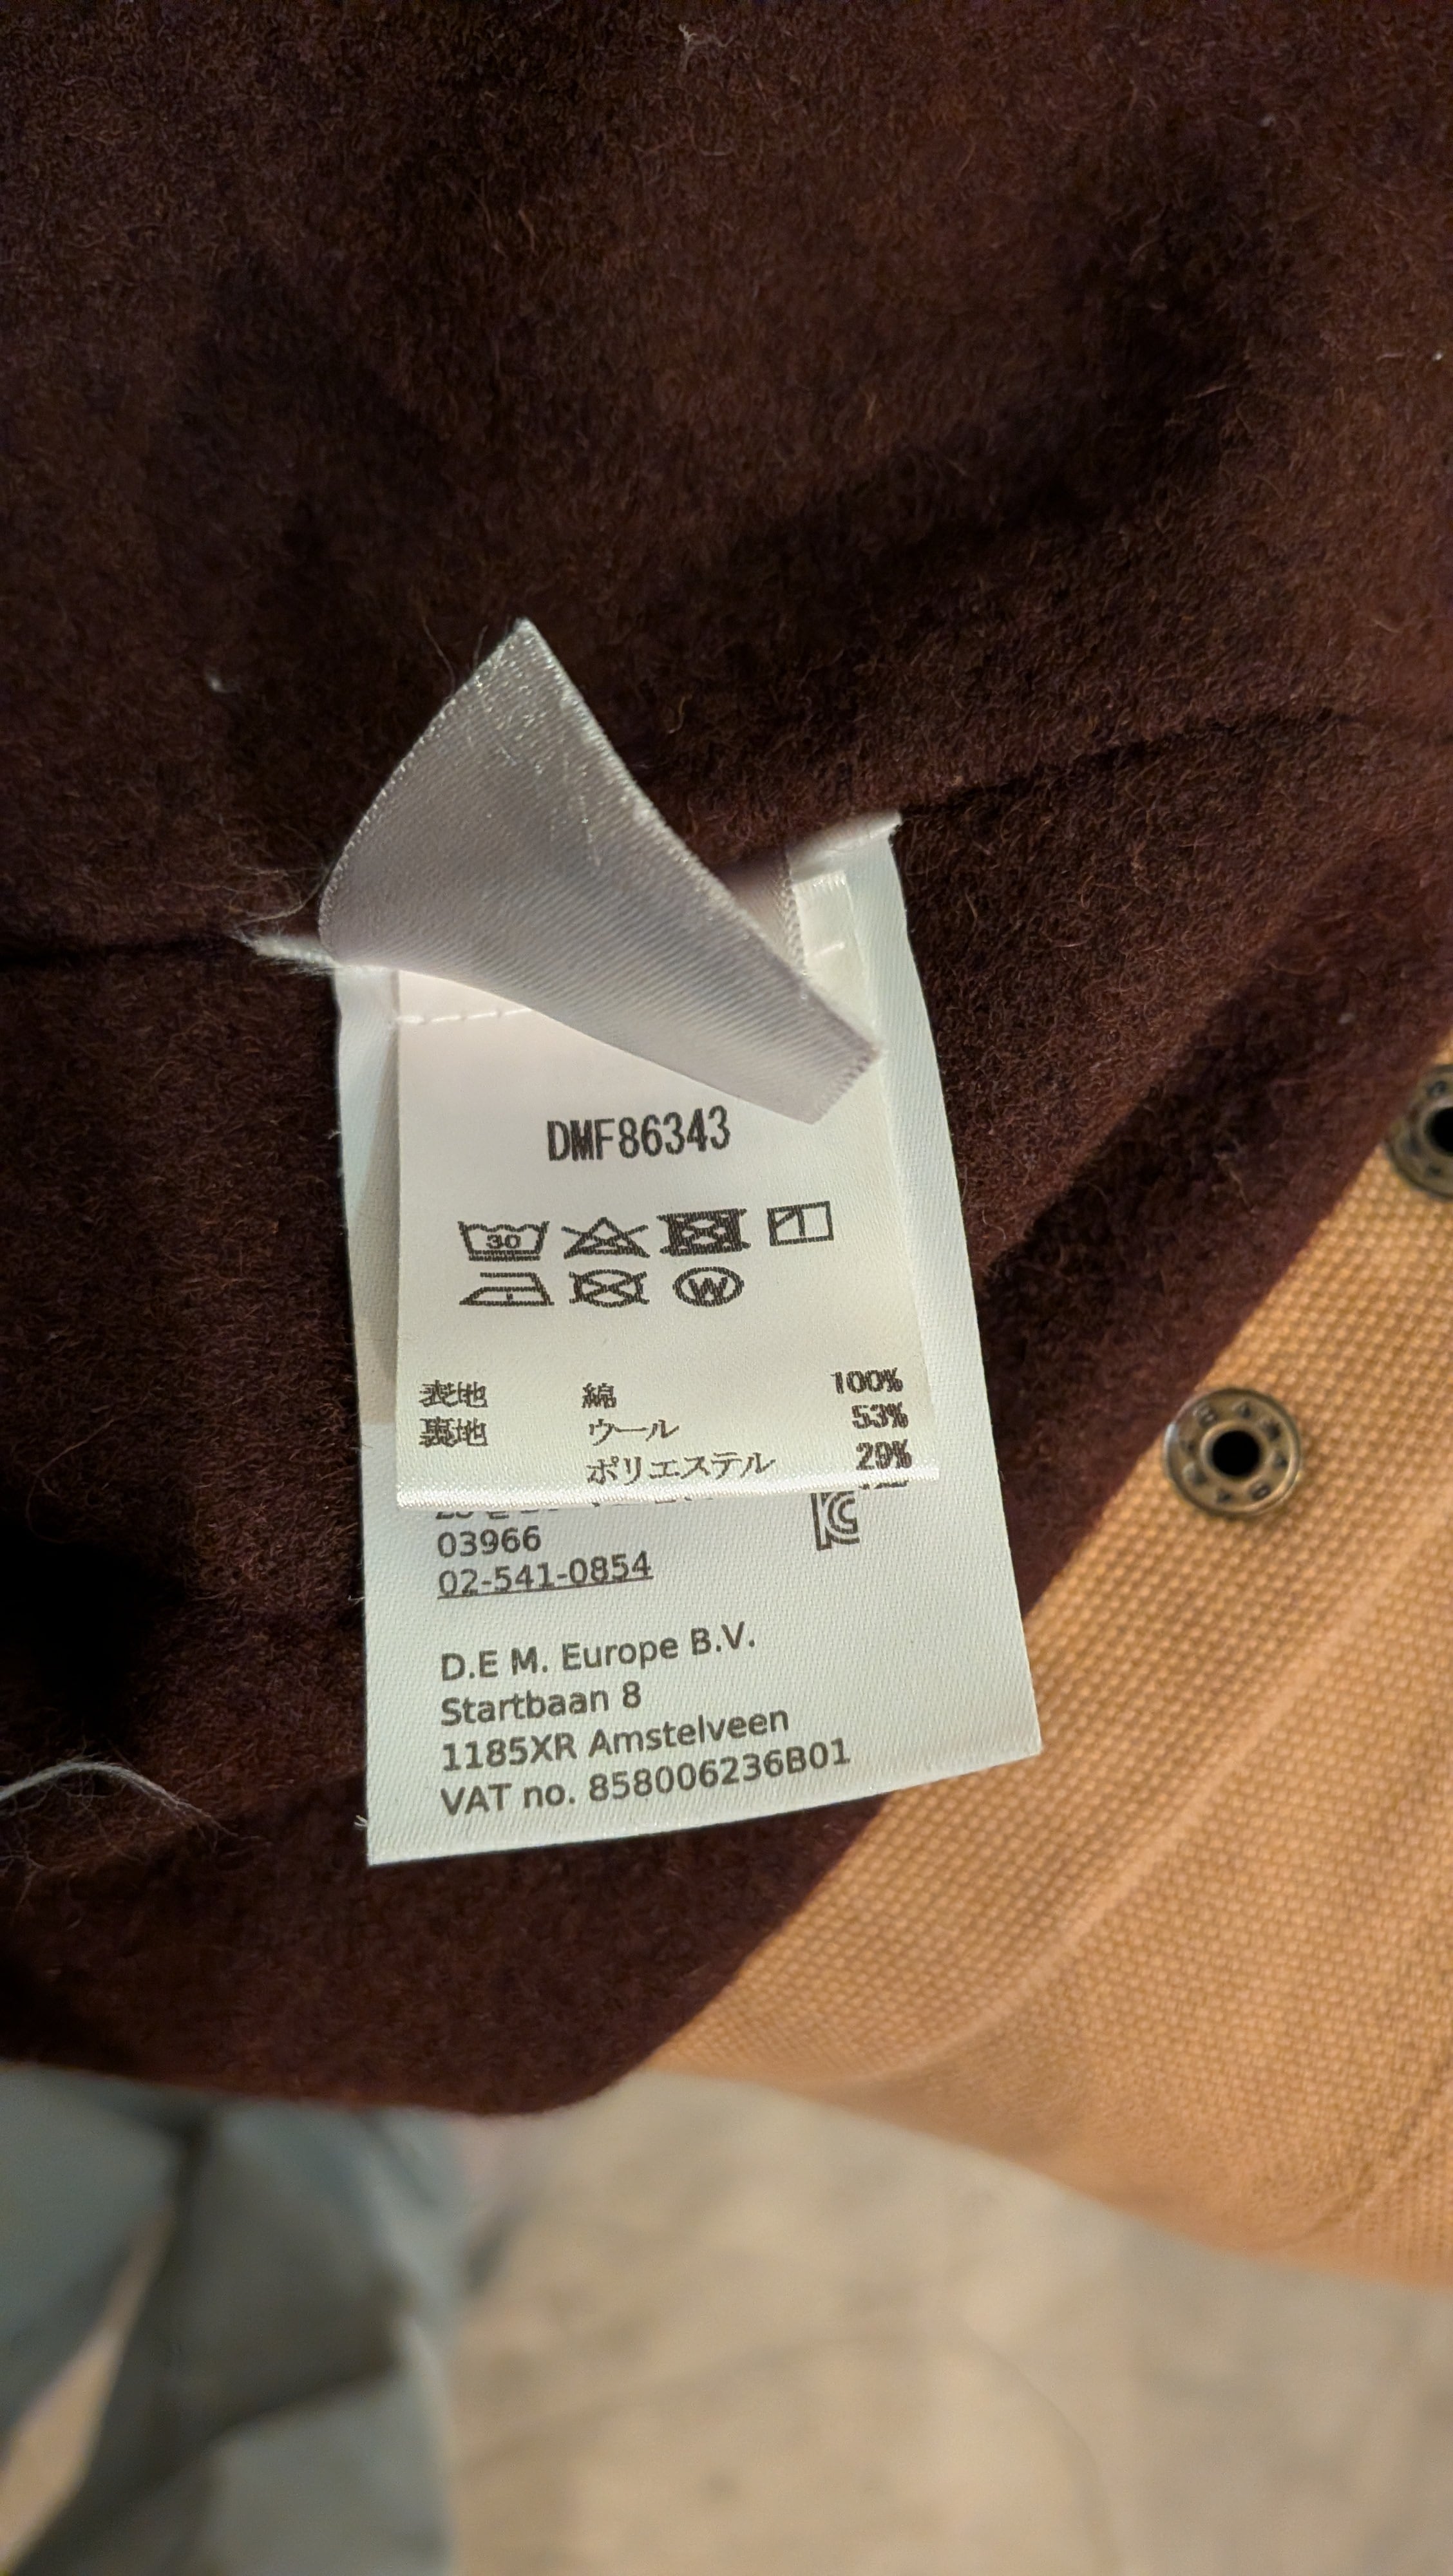 DMF86343
30
W
表地 綿 100%
裏地 ウール 53%
ポリエステル 29%
03966
02-541-0854
D.E M. Europe B.V.
Startbaan 8
1185XR Amstelveen
VAT no. 858006236B01